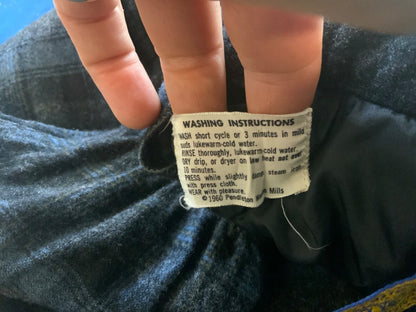 WASHING INSTRUCTIONS
WASH short cycle or 3 minutes in mild
suds lukewarm-cold water.
RINSE thoroughly, lukewarm-cold water.
DRY drip, or dryer on low heat not over
10 minutes.
PRESS while slightly damp, steam iron
with press cloth.
WEAR with pleasure.
©1960 Pendleton Mills